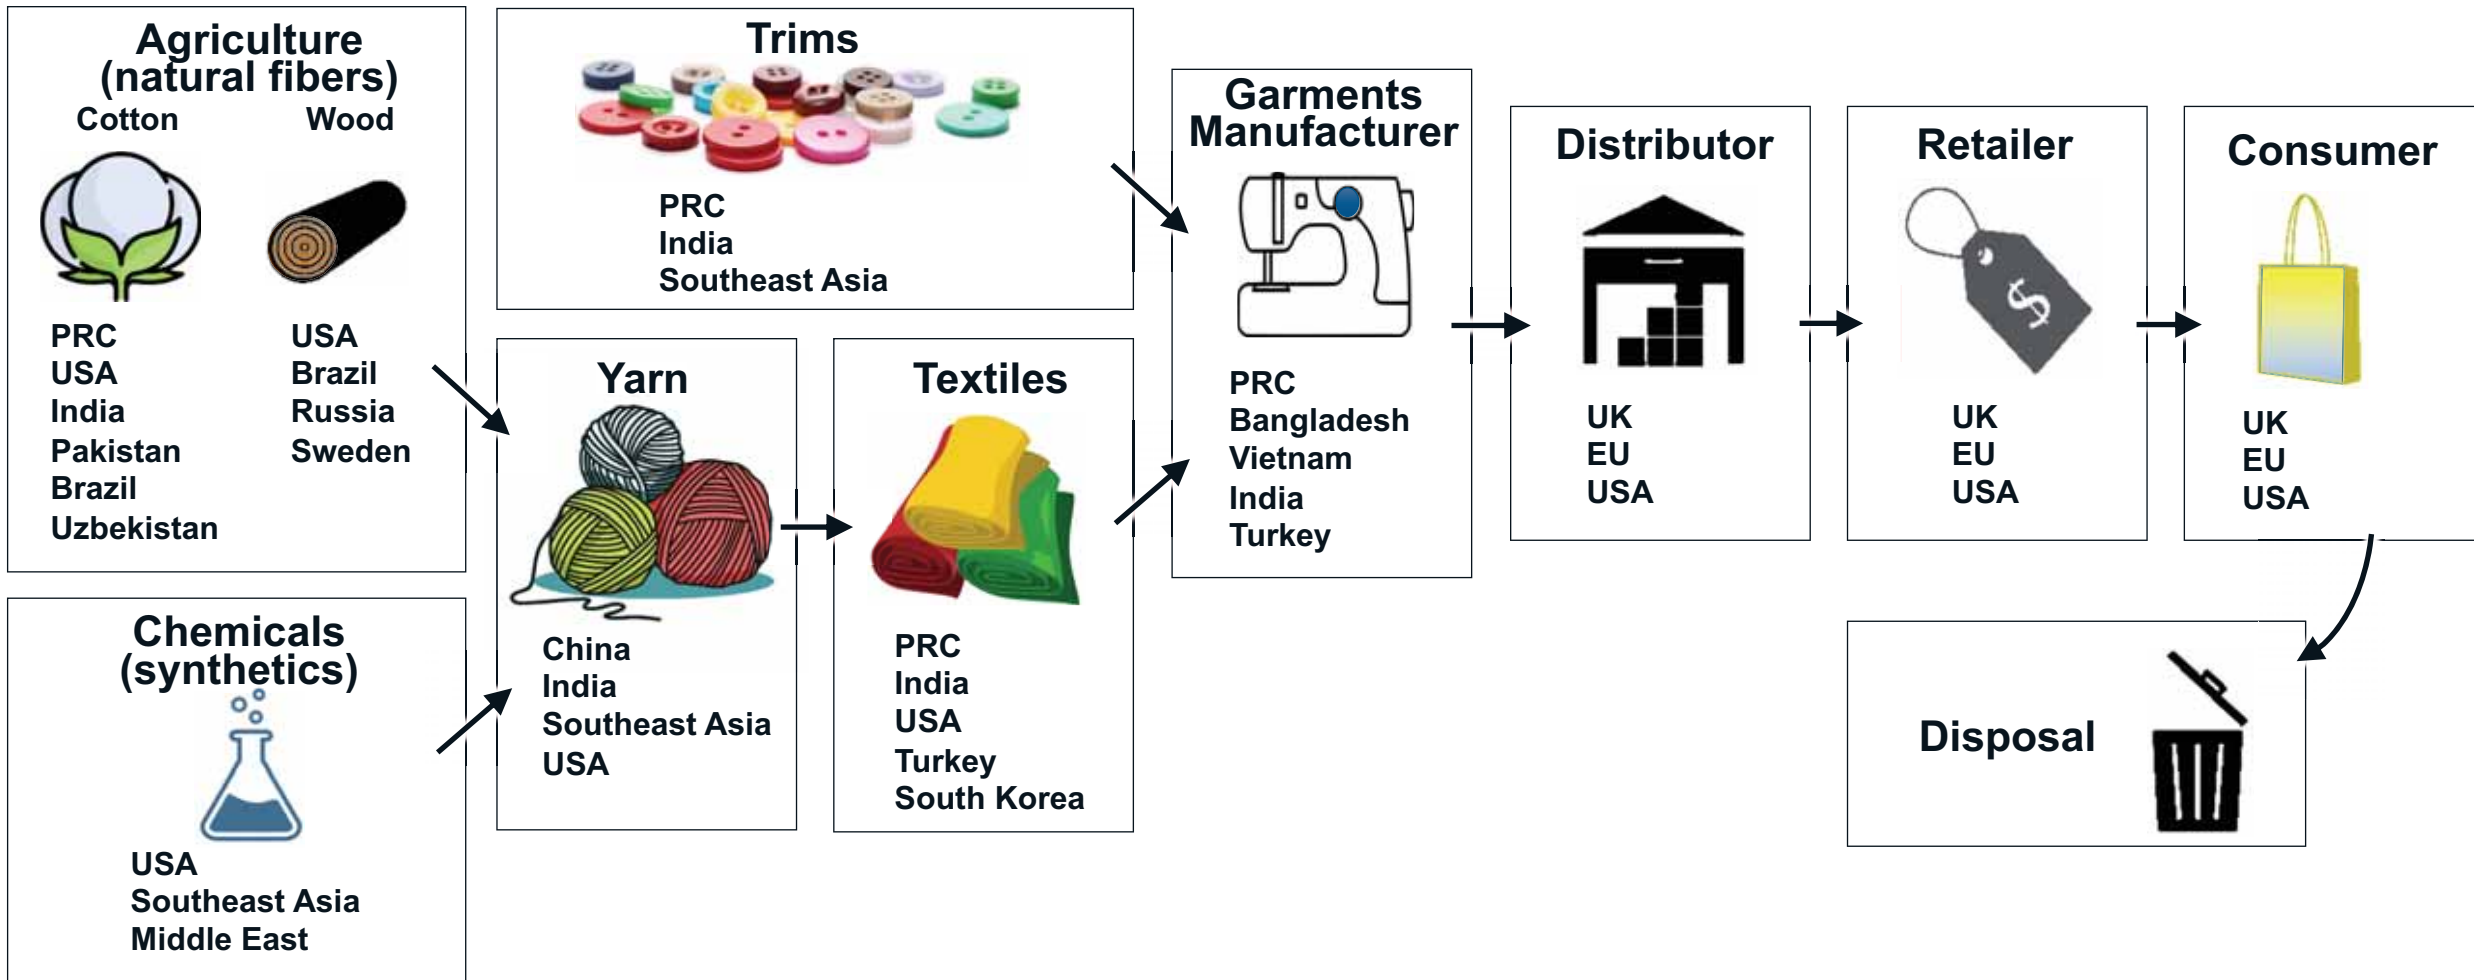 Agriculture
(natural fibers)
Cotton
Wood
PRC
USA
India
Pakistan
Brazil
Uzbekistan
USA
Brazil
Russia
Sweden
Chemicals
(synthetics)
USA
Southeast Asia
Middle East
Trims
PRC
India
Southeast Asia
Yarn
China
India
Southeast Asia
USA
Textiles
PRC
India
USA
Turkey
South Korea
Garments
Manufacturer
PRC
Bangladesh
Vietnam
India
Turkey
Distributor
UK
EU
USA
Retailer
$
UK
EU
USA
Consumer
UK
EU
USA
Disposal